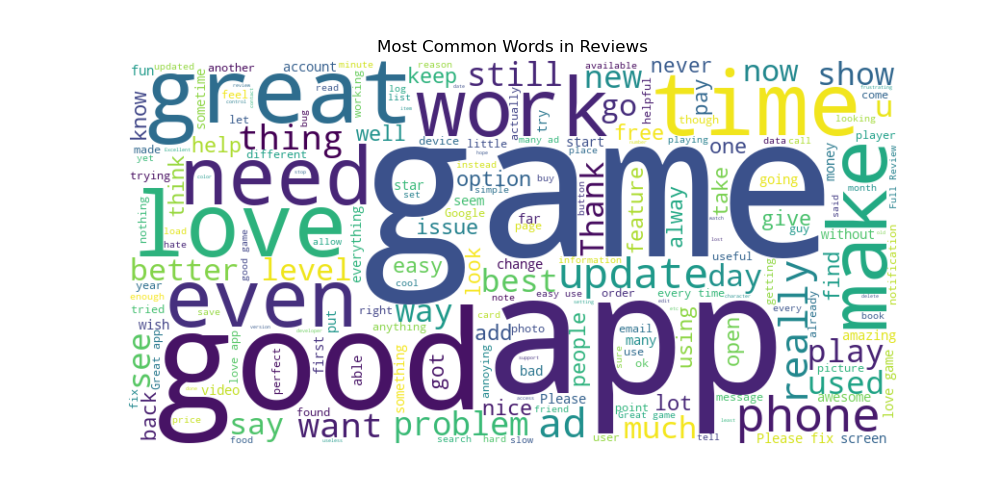 Most Common Words in Reviews
fun updated another account minute reason keep still new never now show
great work time go pay u
know sometime feel read log list working actually try helpful available though looking come
let bug thing well device little many ad start free playing one data call player
made help different place
yet trying need game make money
think star set option simple instead buy button Thank feature alway take going month said Full Review
love seem Google far page give guy without
nothing hate allow everything issue look information useful find notification
good game easy cool change best update day getting really
better level note easy use order every time every already book
year enough tried save even right put way card add photo email many people using open character delete
wish anything annoying bad use ok sure amazing
fix see Great app love app good app play used picture
perfect first able got something support
back video price say found want problem nice Please friend point lot message awesome love game
Great game much phone
food useless search hard slow ad user tell least Please fix screen